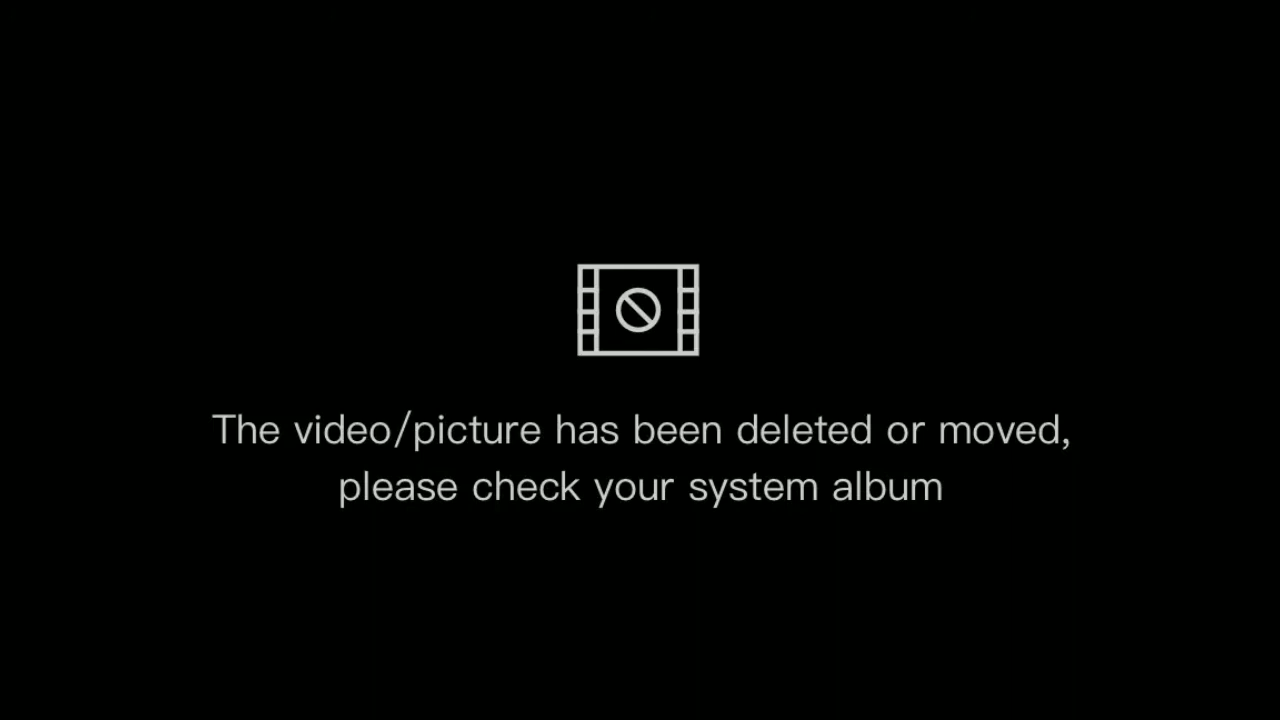 The video/picture has been deleted or moved,
please check your system album